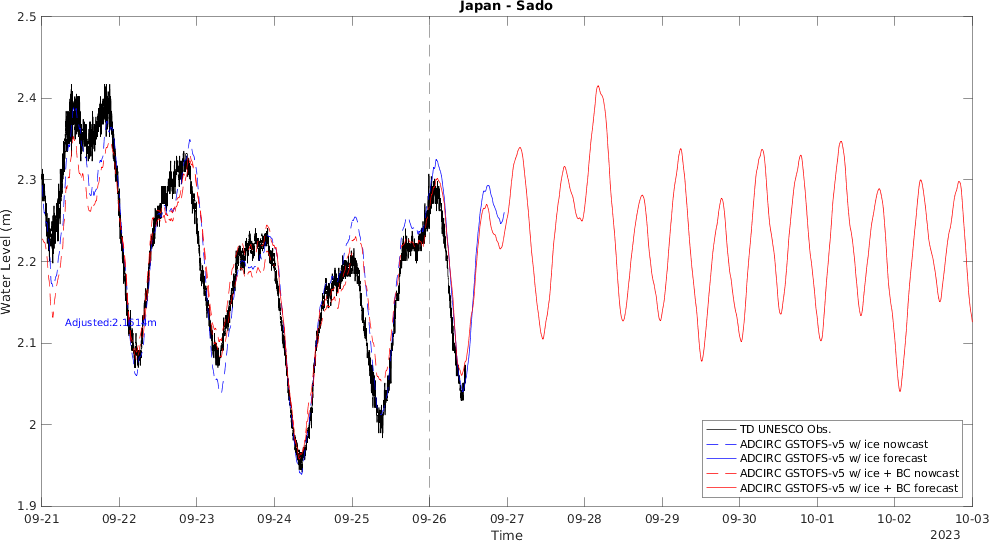 Japan - Sado
Water Level (m)
2.5
2.4
2.3
2.2
2.1
2
1.9
Adjusted:2.1614m
TD UNESCO Obs.
ADCIRC GSTOFS-v5 w/ ice nowcast
ADCIRC GSTOFS-v5 w/ ice forecast
ADCIRC GSTOFS-v5 w/ ice + BC nowcast
ADCIRC GSTOFS-v5 w/ ice + BC forecast
09-21 09-22 09-23 09-24 09-25 09-26 09-27 09-28 09-29 09-30 10-01 10-02 10-03
Time
2023